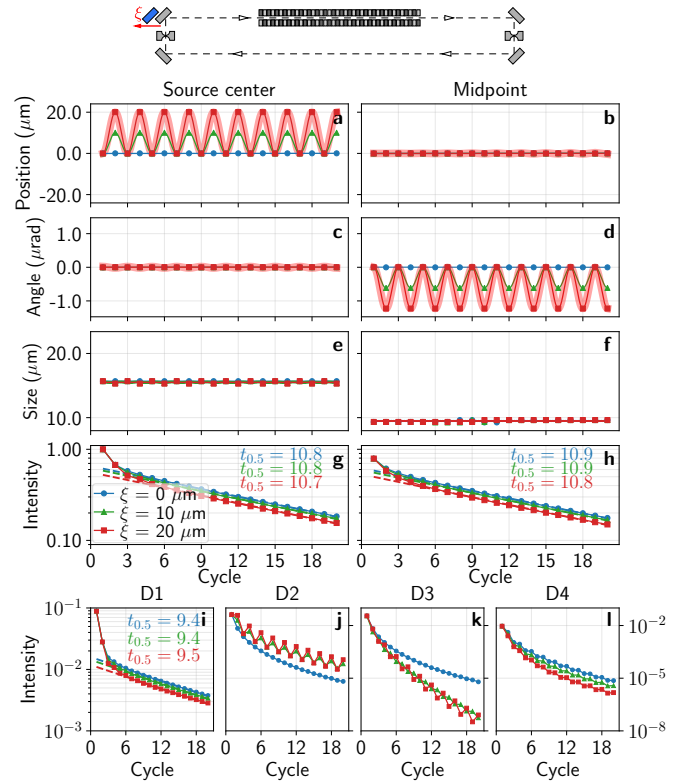 ξ
Source center
Midpoint
Position (μm)
20.0
0.0
-20.0
a
b
Angle (μrad)
1.0
0.0
-1.0
c
d
Size (μm)
20.0
10.0
e
f
Intensity
1.00
0.10
t0.5 = 10.8
t0.5 = 10.8
t0.5 = 10.7
g
ξ = 0 μm
ξ = 10 μm
ξ = 20 μm
t0.5 = 10.9
t0.5 = 10.9
t0.5 = 10.8
h
0 3 6 9 12 15 18
0 3 6 9 12 15 18
Cycle
Cycle
D1
D2
D3
D4
Intensity
10⁻¹
10⁻²
10⁻³
t0.5 = 9.4
t0.5 = 9.4
t0.5 = 9.5
i
j
k
l
10⁻²
10⁻⁵
10⁻⁸
0 6 12 18
6 12 18
6 12 18
6 12 18